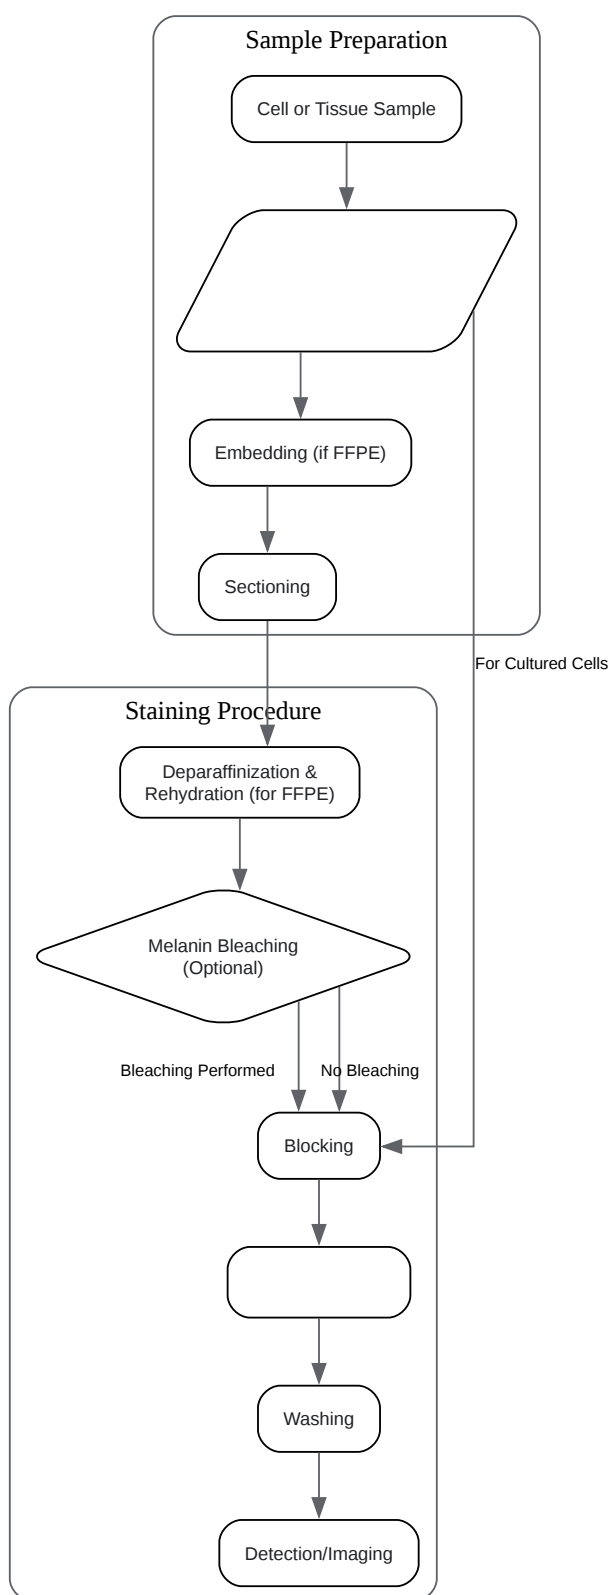 Sample Preparation
Cell or Tissue Sample
Embedding (if FFPE)
Sectioning
For Cultured Cells
Staining Procedure
Deparaffinization &
Rehydration (for FFPE)
Melanin Bleaching
(Optional)
Bleaching Performed
No Bleaching
Blocking
Washing
Detection/Imaging